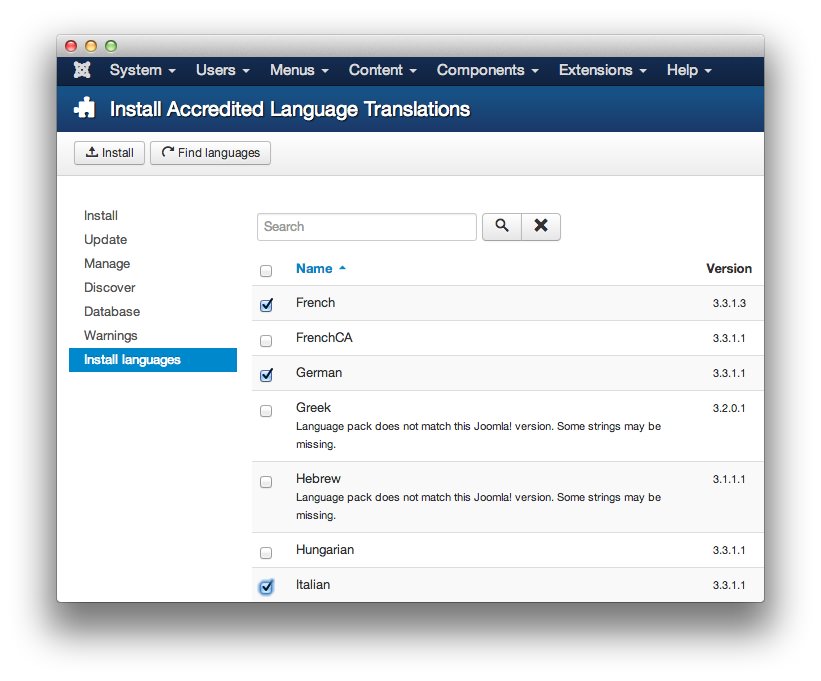 System Users Menus Content Components Extensions Help
Install Accredited Language Translations
Install Find languages
Install
Update
Manage
Discover
Database
Warnings
Install languages
Search
Name Version
French 3.3.1.3
FrenchCA 3.3.1.1
German 3.3.1.1
Greek 3.2.0.1
Language pack does not match this Joomla! version. Some strings may be
missing.
Hebrew 3.1.1.1
Language pack does not match this Joomla! version. Some strings may be
missing.
Hungarian 3.3.1.1
Italian 3.3.1.1